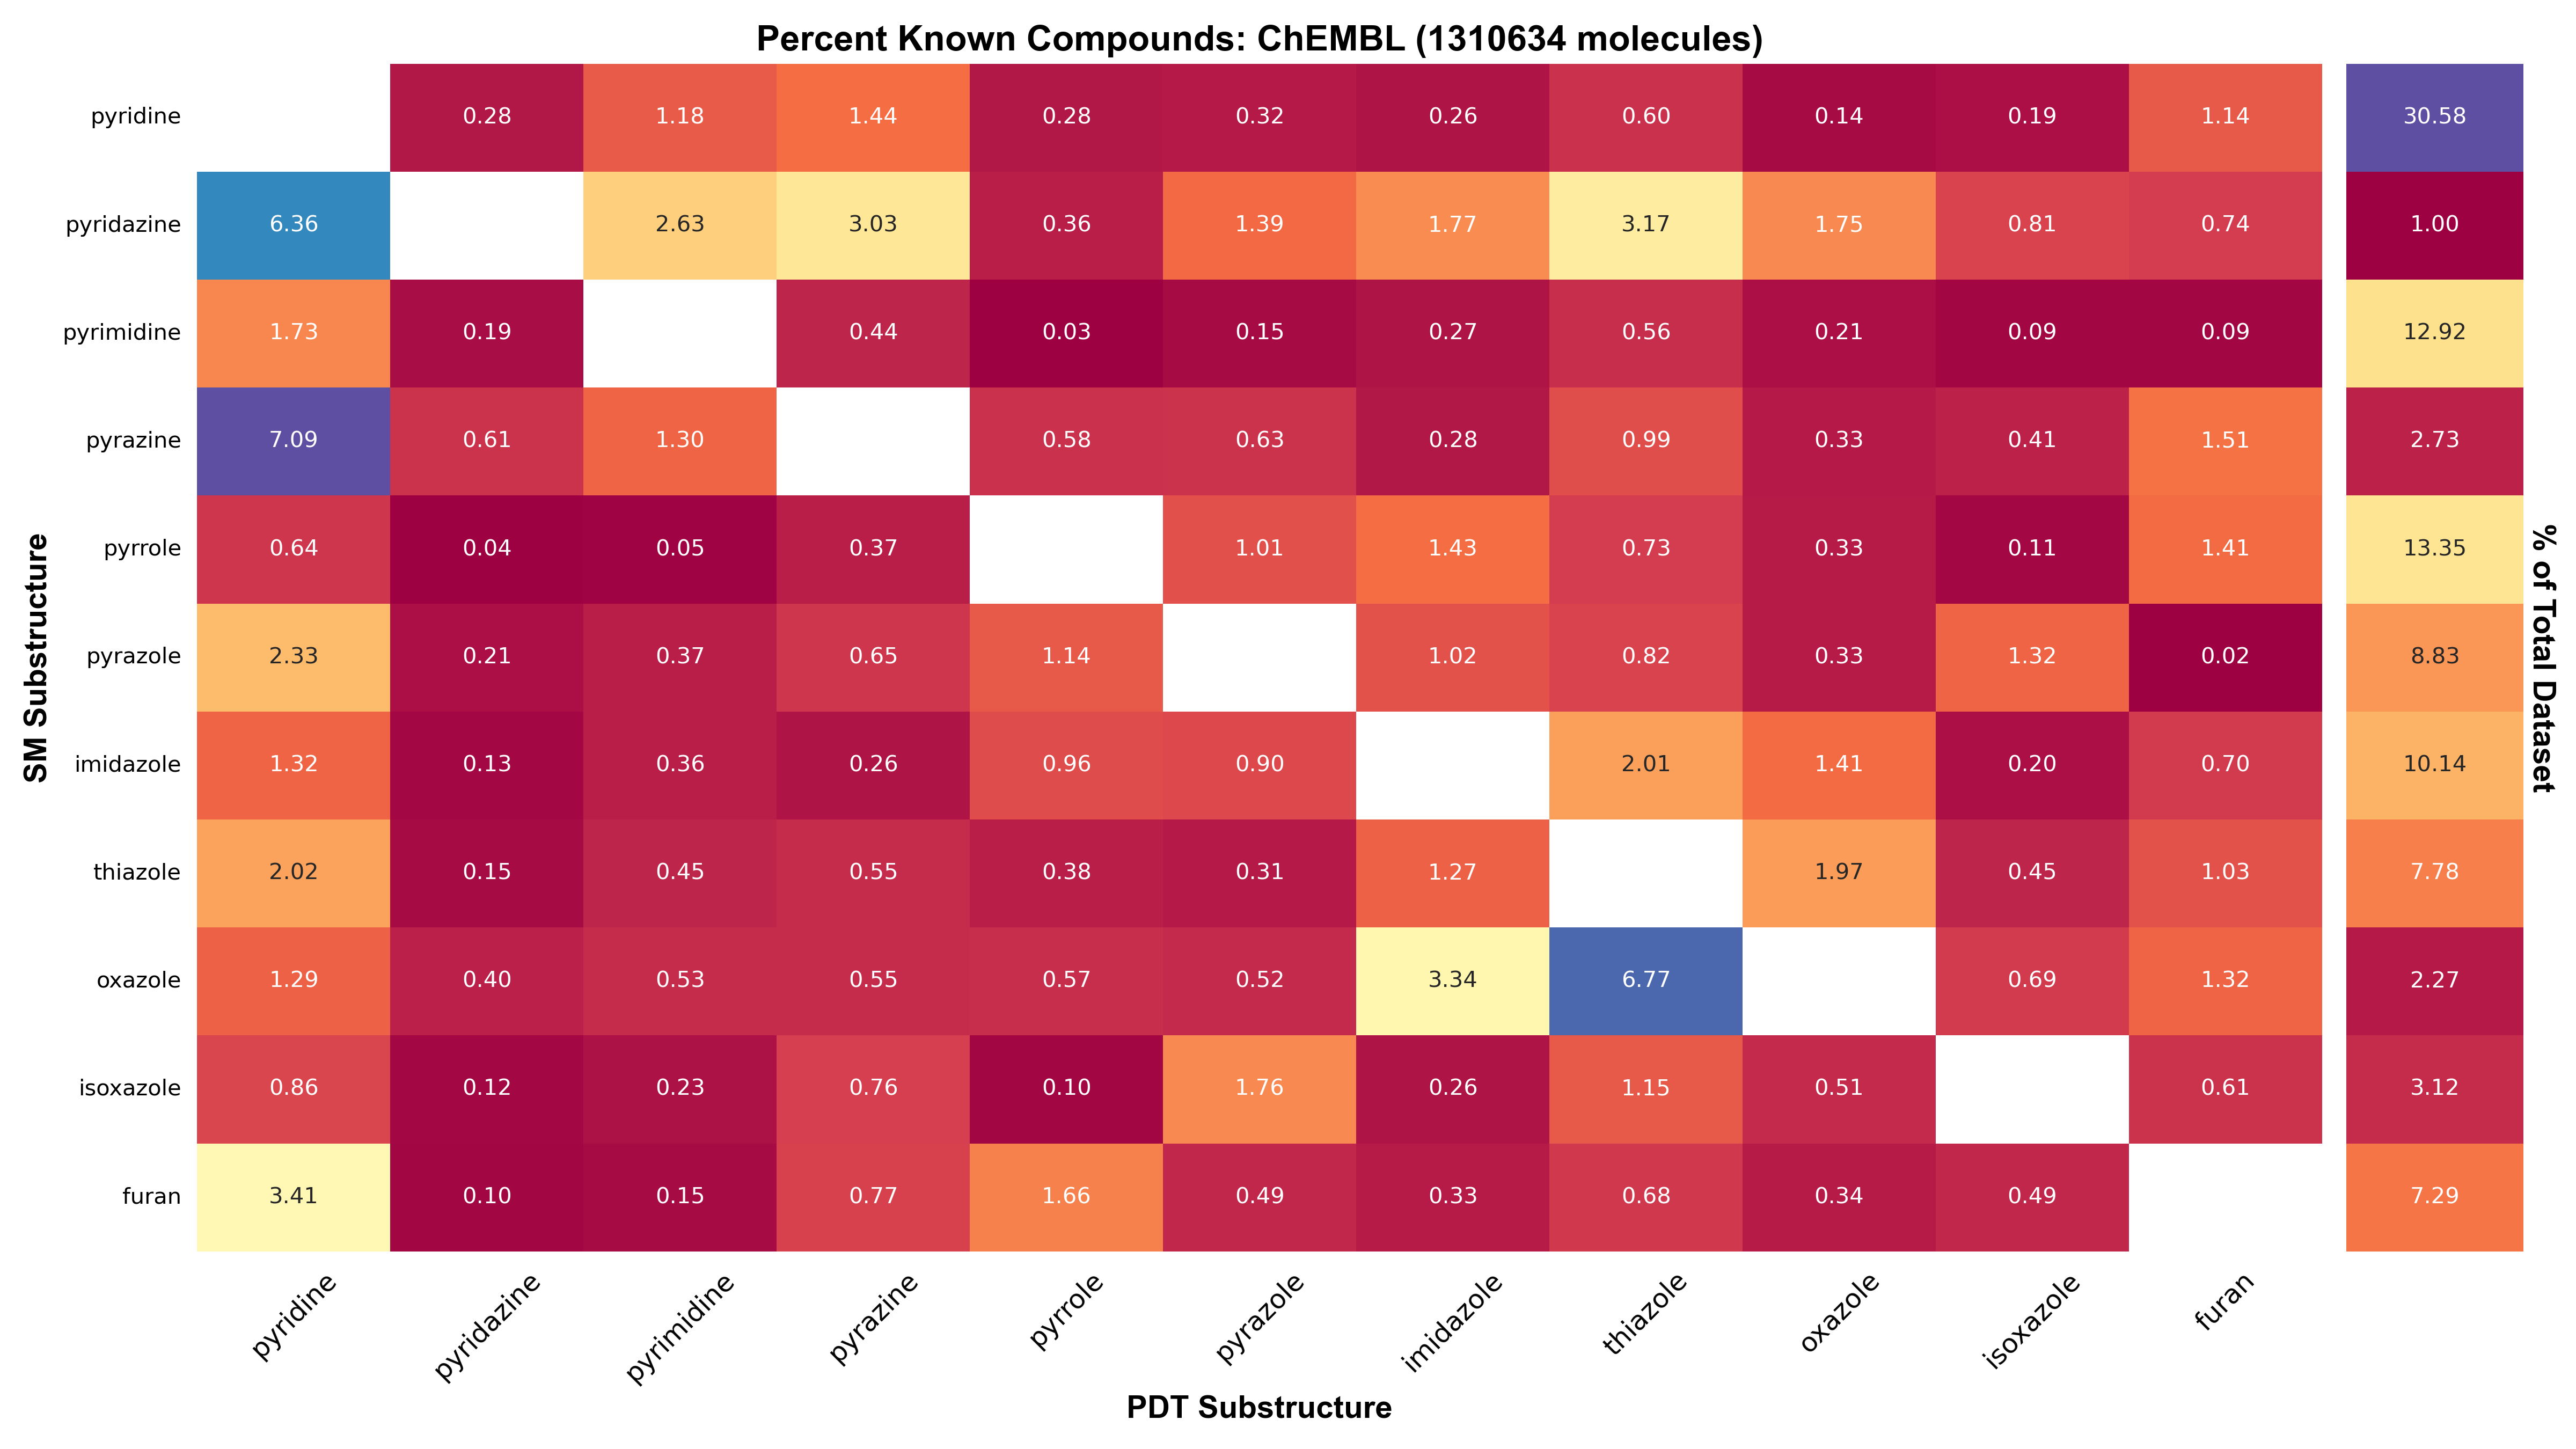 Percent Known Compounds: ChEMBL (1310634 molecules)
pyridine 0.28 1.18 1.44 0.28 0.32 0.26 0.60 0.14 0.19 1.14 30.58
pyridazine 6.36 2.63 3.03 0.36 1.39 1.77 3.17 1.75 0.81 0.74 1.00
pyrimidine 1.73 0.19 0.44 0.03 0.15 0.27 0.56 0.21 0.09 0.09 12.92
pyrazine 7.09 0.61 1.30 0.58 0.63 0.28 0.99 0.33 0.41 1.51 2.73
pyrrole 0.64 0.04 0.05 0.37 1.01 1.43 0.73 0.33 0.11 1.41 13.35
pyrazole 2.33 0.21 0.37 0.65 1.14 1.02 0.82 0.33 1.32 0.02 8.83
imidazole 1.32 0.13 0.36 0.26 0.96 0.90 2.01 1.41 0.20 0.70 10.14
thiazole 2.02 0.15 0.45 0.55 0.38 0.31 1.27 1.97 0.45 1.03 7.78
oxazole 1.29 0.40 0.53 0.55 0.57 0.52 3.34 6.77 0.69 1.32 2.27
isoxazole 0.86 0.12 0.23 0.76 0.10 1.76 0.26 1.15 0.51 0.61 3.12
furan 3.41 0.10 0.15 0.77 1.66 0.49 0.33 0.68 0.34 0.49 7.29
pyridine pyridazine pyrimidine pyrazine pyrrole pyrazole imidazole thiazole oxazole isoxazole furan
PDT Substructure
SM Substructure
% of Total Dataset